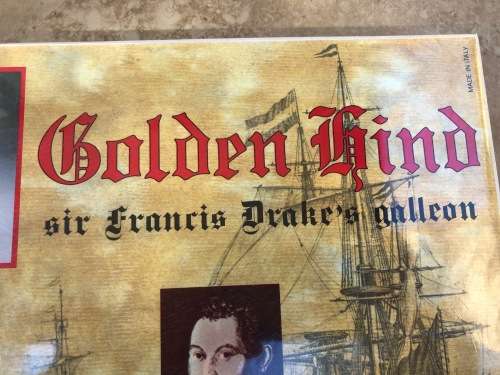 MADE IN ITALY
Golden Hind
sir Francis Drake's galleon